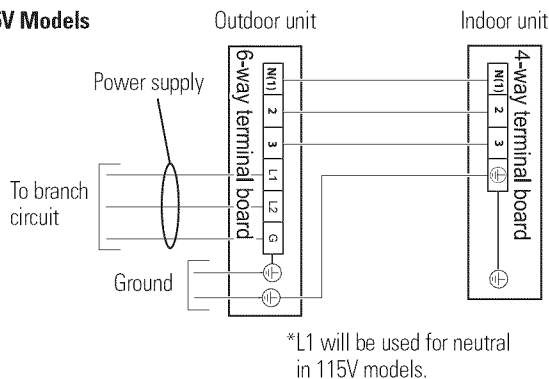 5V Models
Outdoor unit
Indoor unit
Power supply
6-way terminal board
N(1)
2
3
L1
L2
G
4-way terminal board
N(1)
2
3
To branch
circuit
Ground
*L1 will be used for neutral
in 115V models.